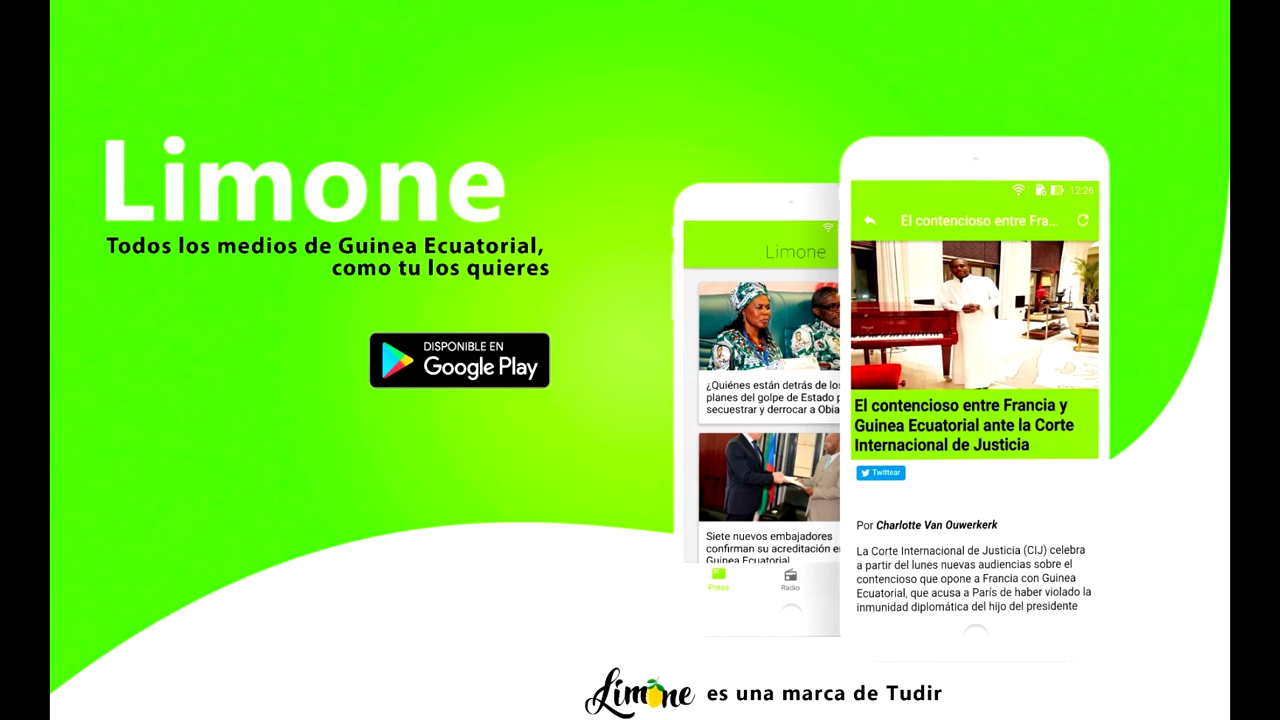 Limone
Todos los medios de Guinea Ecuatorial,
como tu los quieres
DISPONIBLE EN
Google Play
Limone
¿Quiénes están detrás de los
planes del golpe de Estado p
secuestrar y derrocar a Obia
Siete nuevos embajadores
confirman su acreditación e
Guinea Ecuatorial
Prensa
Radio
12:26
El contencioso entre Fra...
El contencioso entre Francia y
Guinea Ecuatorial ante la Corte
Internacional de Justicia
Twittear
Por Charlotte Van Ouwerkerk
La Corte Internacional de Justicia (CIJ) celebra
a partir del lunes nuevas audiencias sobre el
contencioso que opone a Francia con Guinea
Ecuatorial, que acusa a París de haber violado la
inmunidad diplomática del hijo del presidente
Limone es una marca de Tudir